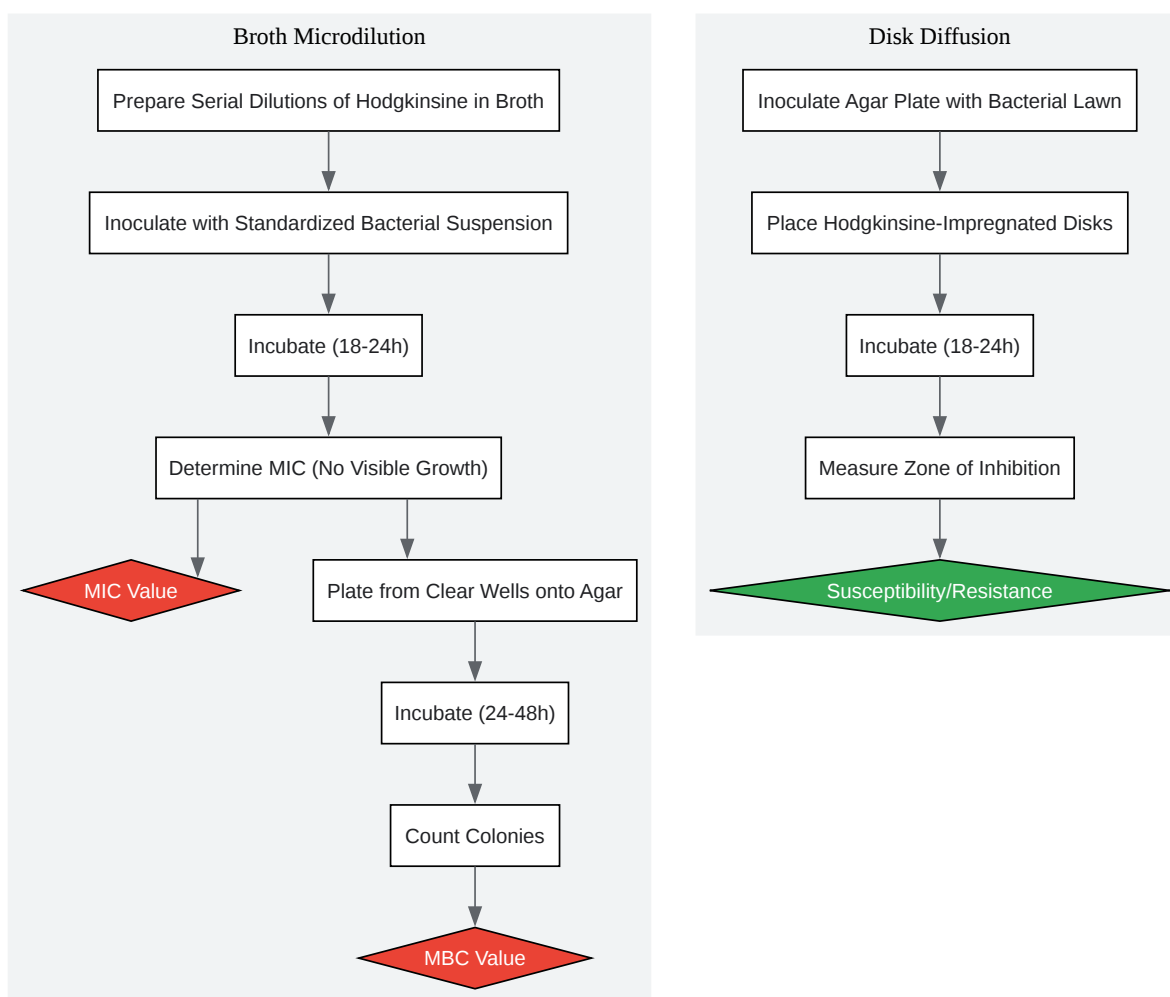 Broth Microdilution
Prepare Serial Dilutions of Hodgkinsine in Broth
Inoculate with Standardized Bacterial Suspension
Incubate (18-24h)
Determine MIC (No Visible Growth)
MIC Value
Plate from Clear Wells onto Agar
Incubate (24-48h)
Count Colonies
MBC Value
Disk Diffusion
Inoculate Agar Plate with Bacterial Lawn
Place Hodgkinsine-Impregnated Disks
Incubate (18-24h)
Measure Zone of Inhibition
Susceptibility/Resistance